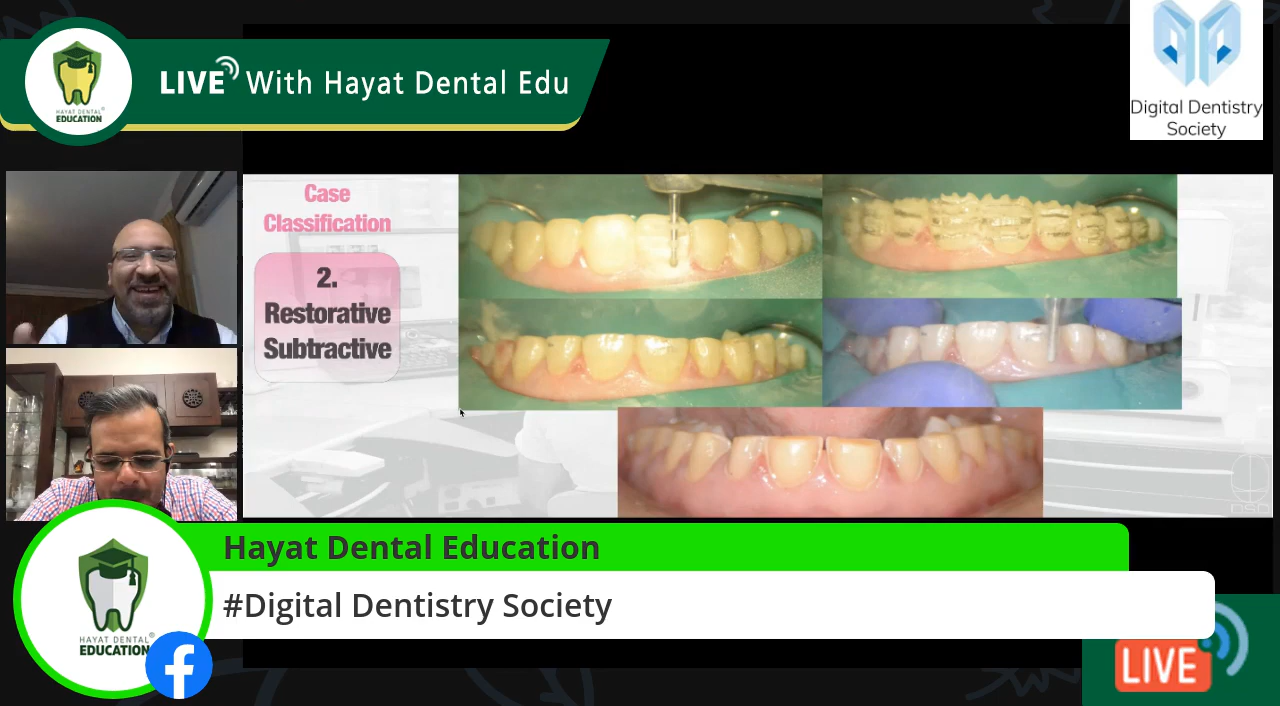 HAYAT DENTAL®
EDUCATION
LIVE With Hayat Dental Edu
Digital Dentistry
Society
Case
Classification
2.
Restorative
Subtractive
DSD
Hayat Dental Education
#Digital Dentistry Society
HAYAT DENTAL®
EDUCATION
LIVE